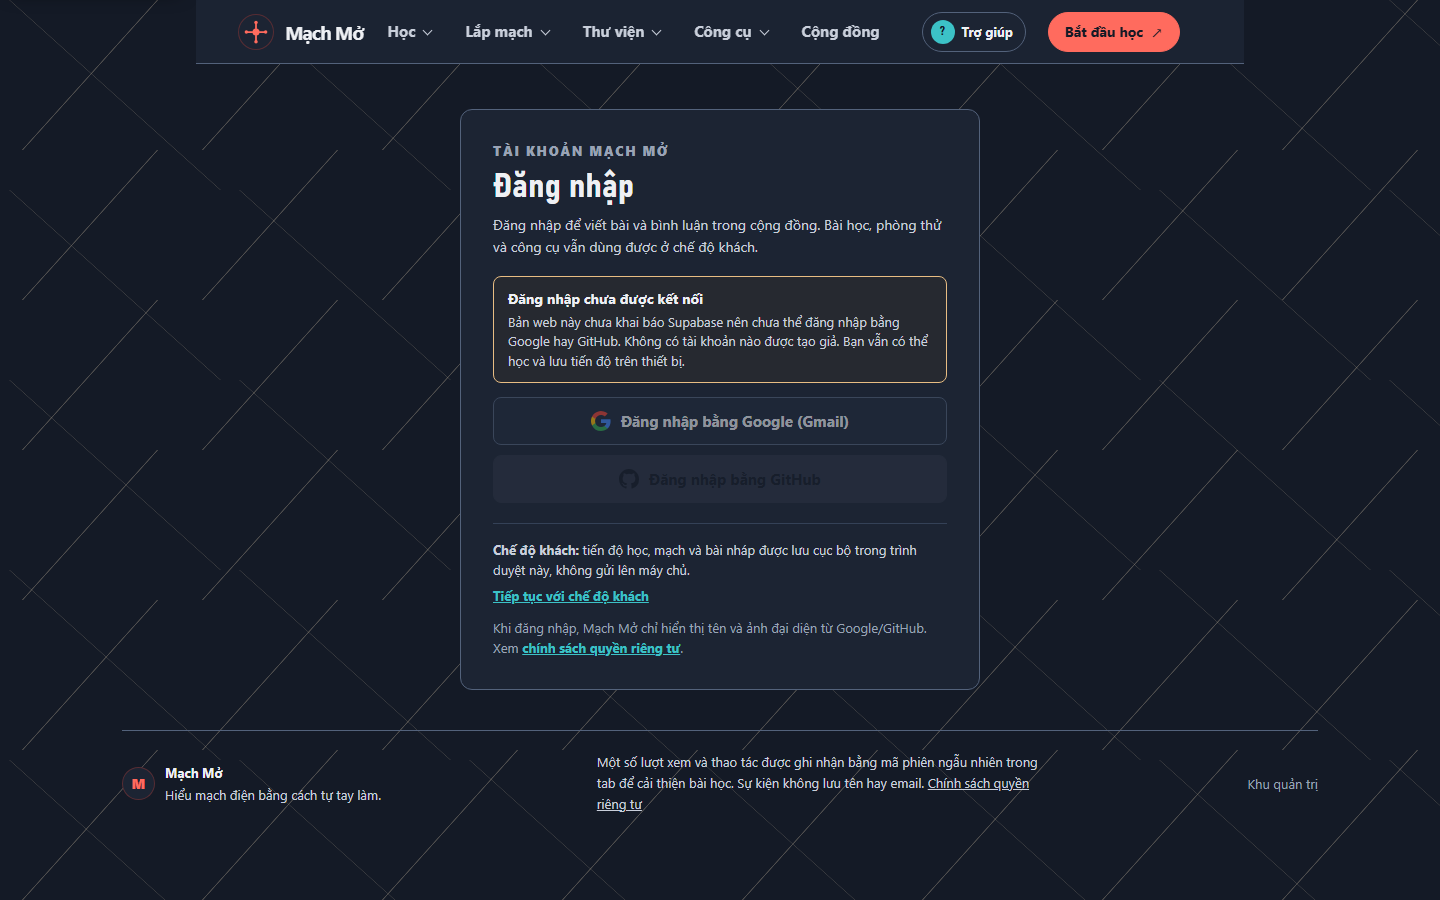 Mạch Mở
Học
Lắp mạch
Thư viện
Công cụ
Cộng đồng
? Trợ giúp
Bắt đầu học ↗
TÀI KHOẢN MẠCH MỞ
Đăng nhập
Đăng nhập để viết bài và bình luận trong cộng đồng. Bài học, phòng thử
và công cụ vẫn dùng được ở chế độ khách.
Đăng nhập chưa được kết nối
Bản web này chưa khai báo Supabase nên chưa thể đăng nhập bằng
Google hay GitHub. Không có tài khoản nào được tạo giả. Bạn vẫn có thể
học và lưu tiến độ trên thiết bị.
Đăng nhập bằng Google (Gmail)
Đăng nhập bằng GitHub
Chế độ khách: tiến độ học, mạch và bài nháp được lưu cục bộ trong trình
duyệt này, không gửi lên máy chủ.
Tiếp tục với chế độ khách
Khi đăng nhập, Mạch Mở chỉ hiển thị tên và ảnh đại diện từ Google/GitHub.
Xem chính sách quyền riêng tư.
M
Mạch Mở
Hiểu mạch điện bằng cách tự tay làm.
Một số lượt xem và thao tác được ghi nhận bằng mã phiên ngẫu nhiên trong
tab để cải thiện bài học. Sự kiện không lưu tên hay email. Chính sách quyền
riêng tư
Khu quản trị